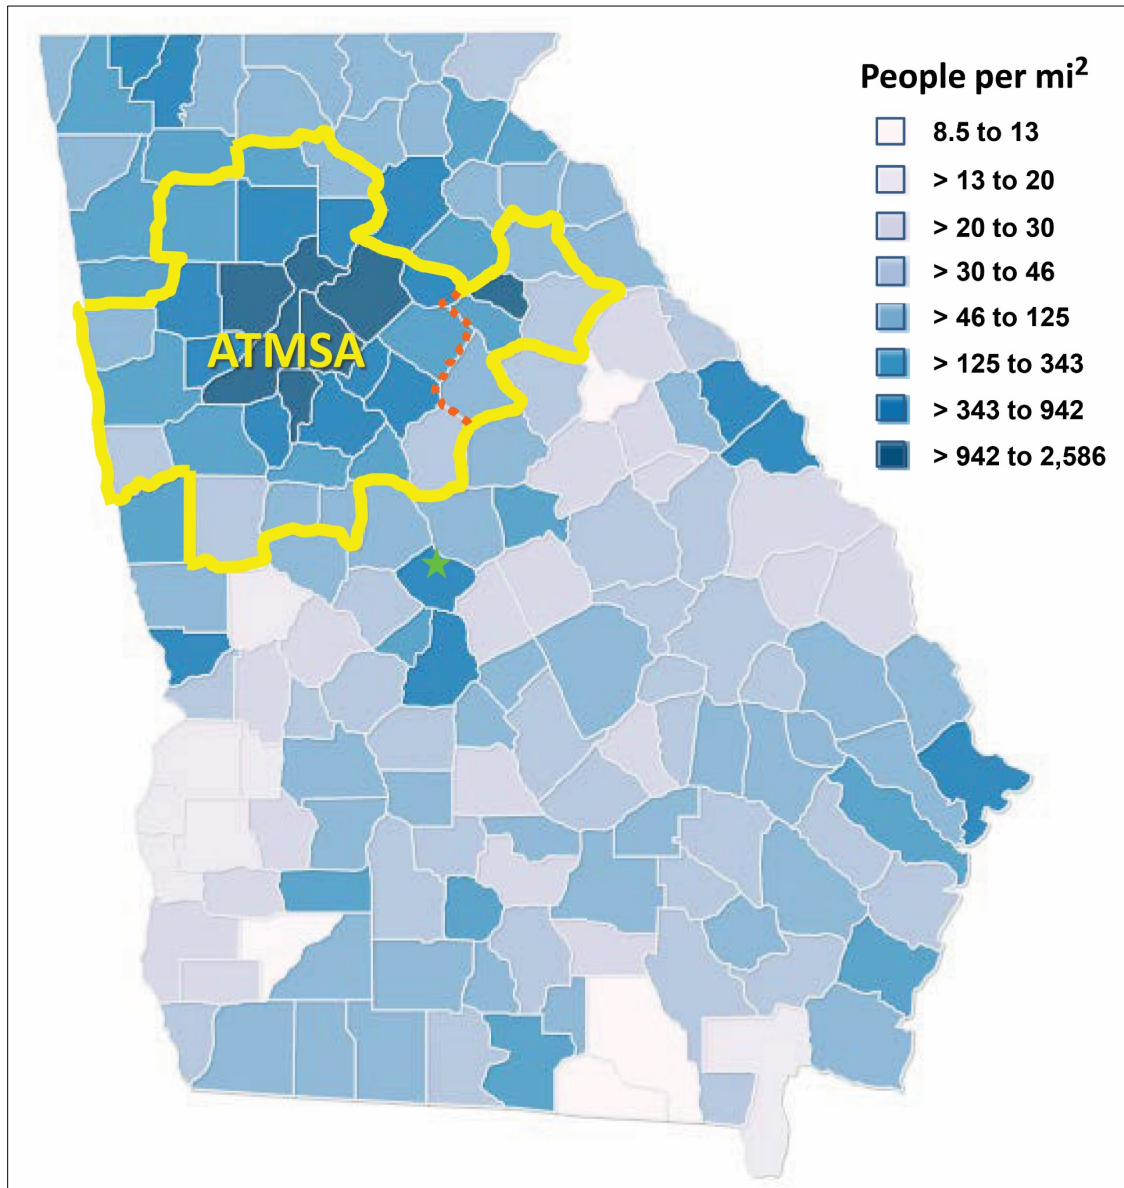 People per mi²
8.5 to 13
> 13 to 20
> 20 to 30
> 30 to 46
> 46 to 125
> 125 to 343
> 343 to 942
> 942 to 2,586
ATMSA